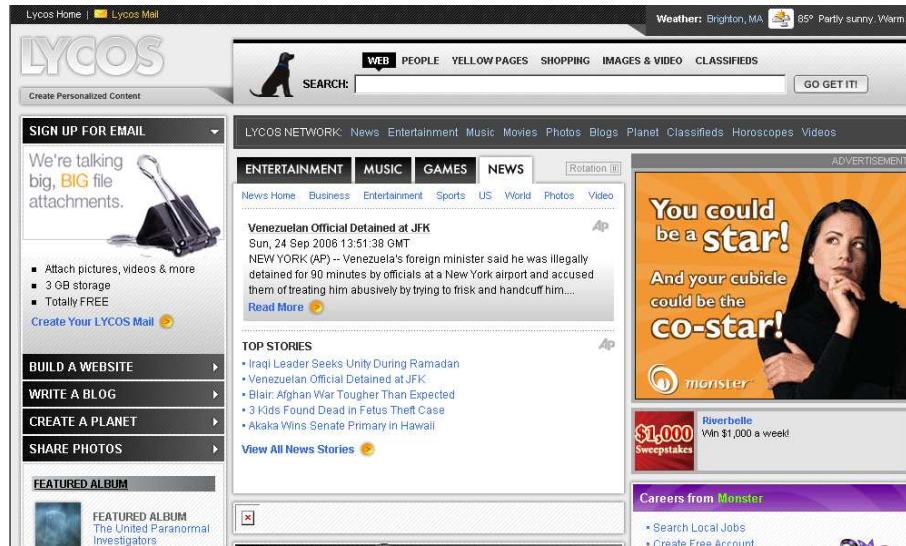 Lycos Home | Lycos Mail
Weather: Brighton, MA 85° Partly sunny. Warm.
LYCOS
Create Personalized Content
WEB PEOPLE YELLOW PAGES SHOPPING IMAGES & VIDEO CLASSIFIEDS
SEARCH: GO GET IT!
SIGN UP FOR EMAIL
We're talking
big, BIG file
attachments.
Attach pictures, videos & more
3 GB storage
Totally FREE
Create Your LYCOS Mail
BUILD A WEBSITE
WRITE A BLOG
CREATE A PLANET
SHARE PHOTOS
FEATURED ALBUM
FEATURED ALBUM
The United Paranormal
Investigators
LYCOS NETWORK: News Entertainment Music Movies Photos Blogs Planet Classifieds Horoscopes Videos
ENTERTAINMENT MUSIC GAMES NEWS Rotation
News Home Business Entertainment Sports US World Photos Video
Venezuelan Official Detained at JFK AP
Sun, 24 Sep 2006 13:51:38 GMT
NEW YORK (AP) -- Venezuela's foreign minister said he was illegally
detained for 90 minutes by officials at a New York airport and accused
them of treating him abusively by trying to frisk and handcuff him....
Read More
TOP STORIES AP
Iraqi Leader Seeks Unity During Ramadan
Venezuelan Official Detained at JFK
Blair: Afghan War Tougher Than Expected
3 Kids Found Dead in Fetus Theft Case
Akaka Wins Senate Primary in Hawaii
View All News Stories
ADVERTISEMENT
You could
be a star!
And your cubicle
could be the
co-star!
monster
$1,000
Sweepstakes
Riverbelle
Win $1,000 a week!
Careers from Monster
Search Local Jobs
Create Free Account